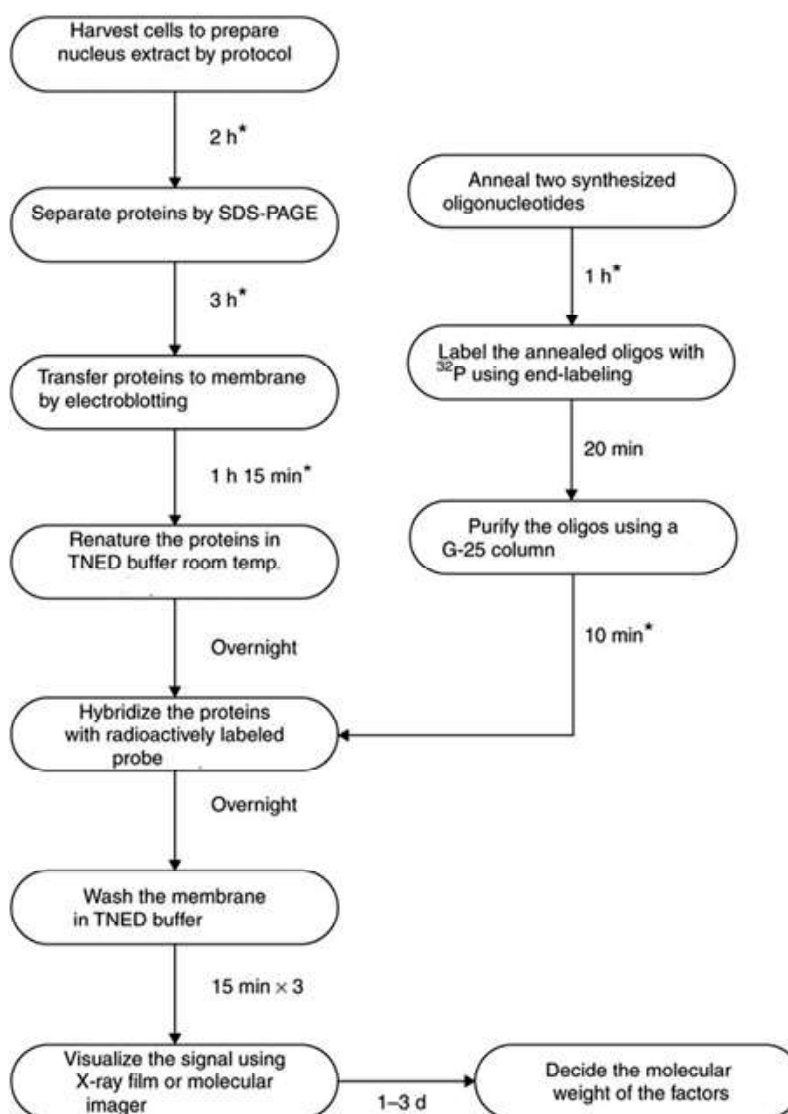 Harvest cells to prepare
nucleus extract by protocol
2 h*
Separate proteins by SDS-PAGE
3 h*
Transfer proteins to membrane
by electroblotting
1 h 15 min*
Renature the proteins in
TNED buffer room temp.
Overnight
Anneal two synthesized
oligonucleotides
1 h*
Label the annealed oligos with
³²P using end-labeling
20 min
Purify the oligos using a
G-25 column
10 min*
Hybridize the proteins
with radioactively labeled
probe
Overnight
Wash the membrane
in TNED buffer
15 min × 3
Visualize the signal using
X-ray film or molecular
imager
1–3 d
Decide the molecular
weight of the factors